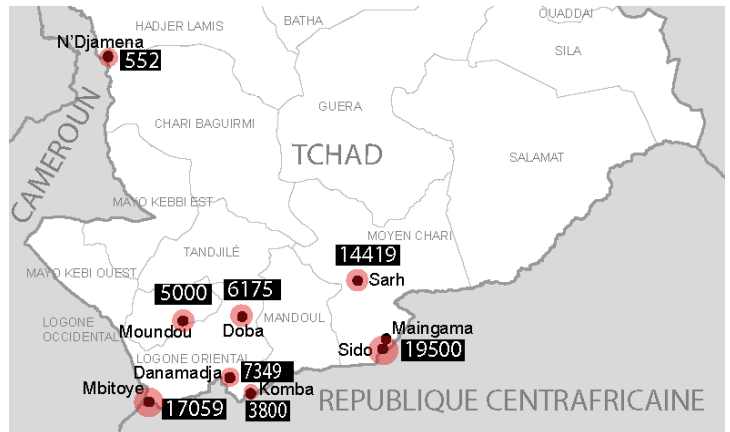 HADJER LAMIS
BATHA
OUADDAI
N'Djamena
552
SILA
CAMEROUN
GUERA
CHARI BAGUIRMI
TCHAD
SALAMAT
MAYO KEBBI EST
MOYEN CHARI
TANDJILÉ
14419
MAYO KEBI OUEST
Sarh
5000
6175
LOGONE
OCCIDENTAL
Moundou
Doba
MANDOUL
Maingama
Sido
19500
LOGONE ORIENTAL
Danamadja
7349
Mbitoye
Komba
17059
3800
REPUBLIQUE CENTRAFRICAINE